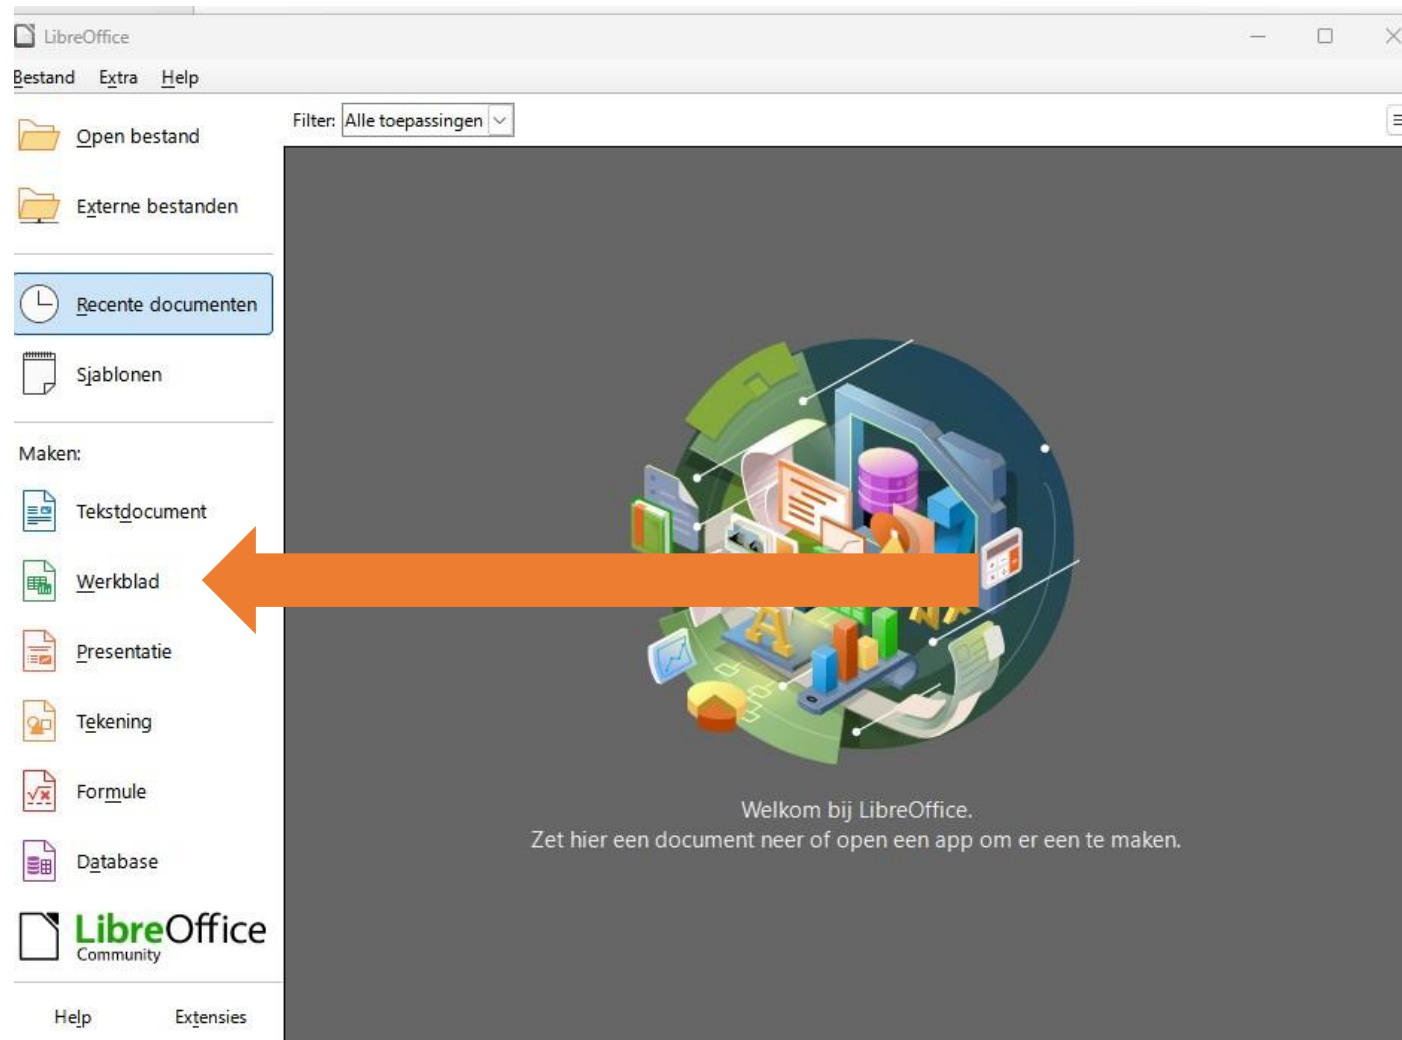 LibreOffice
Bestand Extra Help
Open bestand
Externe bestanden
Recente documenten
Sjablonen
Maken:
Tekstdocument
Werkblad
Presentatie
Tekening
Formule
Database
LibreOffice
Community
Help Extensies
Filter: Alle toepassingen
Welkom bij LibreOffice.
Zet hier een document neer of open een app om er een te maken.